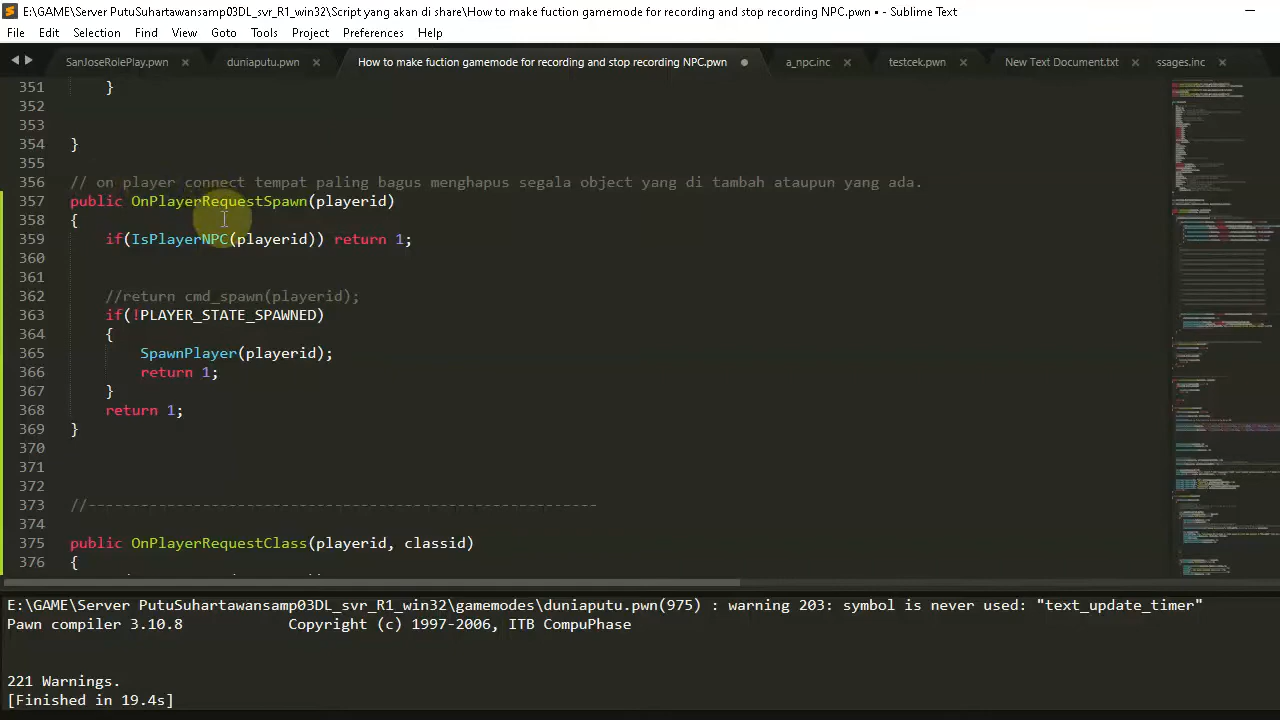 E:\GAME\Server PutuSuhartawansamp03DL_svr_R1_win32\Script yang akan di share\How to make fuction gamemode for recording and stop recording NPC.pwn • - Sublime Text
File Edit Selection Find View Goto Tools Project Preferences Help
SanJoseRolePlay.pwn × duniaputu.pwn × How to make fuction gamemode for recording and stop recording NPC.pwn a_npc.inc × testcek.pwn × New Text Document.txt × ssages.inc ×
351 }
352
353
354 }
355
356 // on player connect tempat paling bagus menghapus segala object yang di tambah ataupun yang ada.
357 public OnPlayerRequestSpawn(playerid)
358 {
359 if(IsPlayerNPC(playerid)) return 1;
360
361
362 //return cmd_spawn(playerid);
363 if(!PLAYER_STATE_SPAWNED)
364 {
365 SpawnPlayer(playerid);
366 return 1;
367 }
368 return 1;
369 }
370
371
372
373 //----------------------------------------------------------
374
375 public OnPlayerRequestClass(playerid, classid)
376 {
E:\GAME\Server PutuSuhartawansamp03DL_svr_R1_win32\gamemodes\duniaputu.pwn(975) : warning 203: symbol is never used: "text_update_timer"
Pawn compiler 3.10.8 Copyright (c) 1997-2006, ITB CompuPhase
221 Warnings.
[Finished in 19.4s]